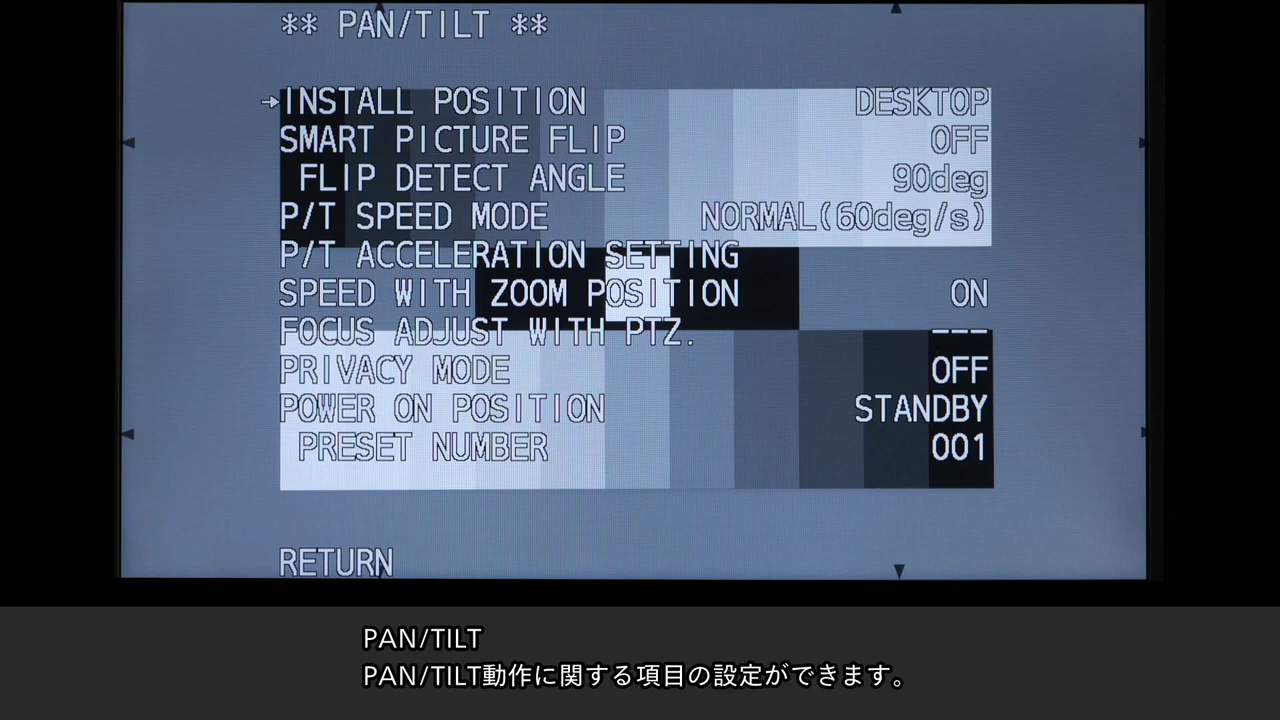 ** PAN/TILT **
→INSTALL POSITION DESKTOP
SMART PICTURE FLIP OFF
FLIP DETECT ANGLE 90deg
P/T SPEED MODE NORMAL(60deg/s)
P/T ACCELERATION SETTING
SPEED WITH ZOOM POSITION ON
FOCUS ADJUST WITH PTZ. ---
PRIVACY MODE OFF
POWER ON POSITION STANDBY
PRESET NUMBER 001
RETURN
PAN/TILT
PAN/TILT動作に関する項目の設定ができます。